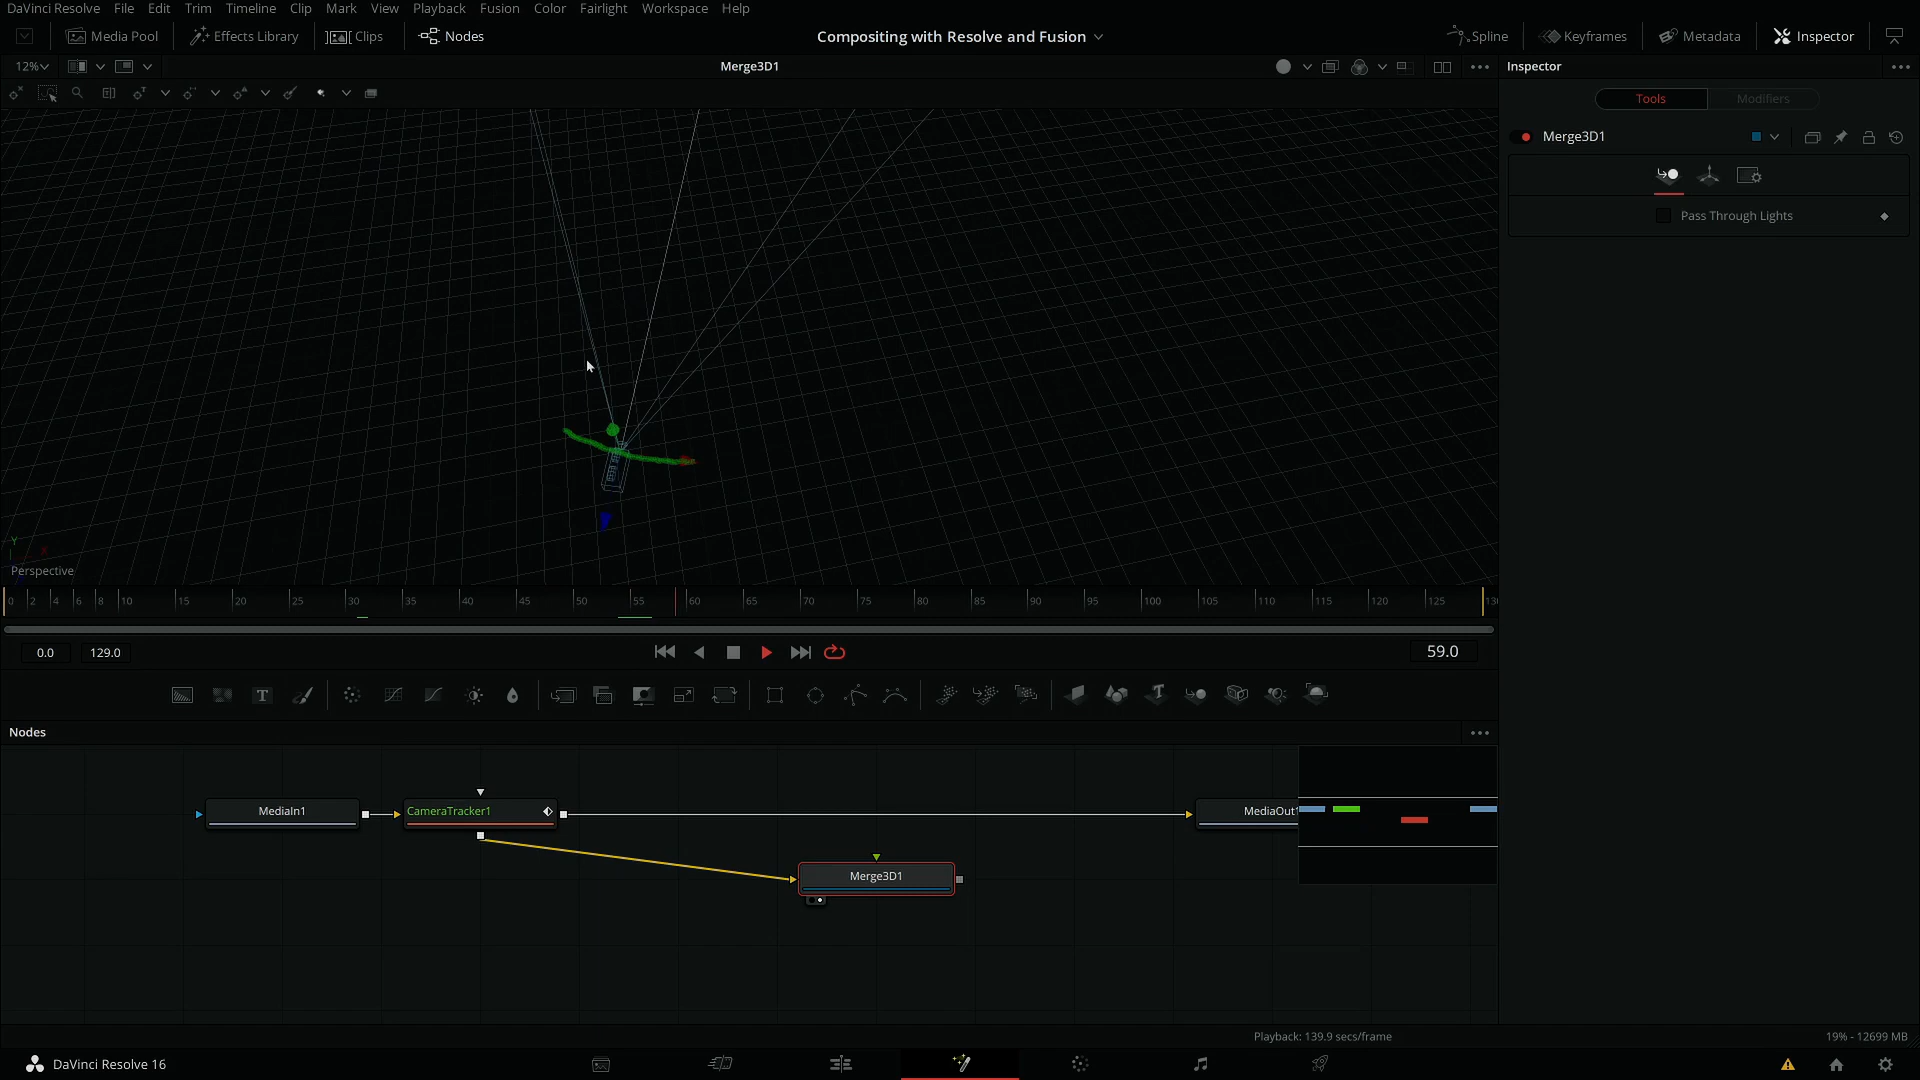 DaVinci Resolve File Edit Trim Timeline Clip Mark View Playback Fusion Color Fairlight Workspace Help
Media Pool Effects Library Clips Nodes Compositing with Resolve and Fusion Spline Keyframes Metadata Inspector
12% Merge3D1 Inspector
Tools Modifiers
Merge3D1
Pass Through Lights
Y
X
Perspective
0 2 4 6 8 10 15 20 25 30 35 40 45 50 55 60 65 70 75 80 85 90 95 100 105 110 115 120 125 130
0.0 129.0 59.0
T
Nodes
MediaIn1 CameraTracker1 MediaOut1
Merge3D1
Playback: 139.9 secs/frame 19% - 12699 MB
DaVinci Resolve 16